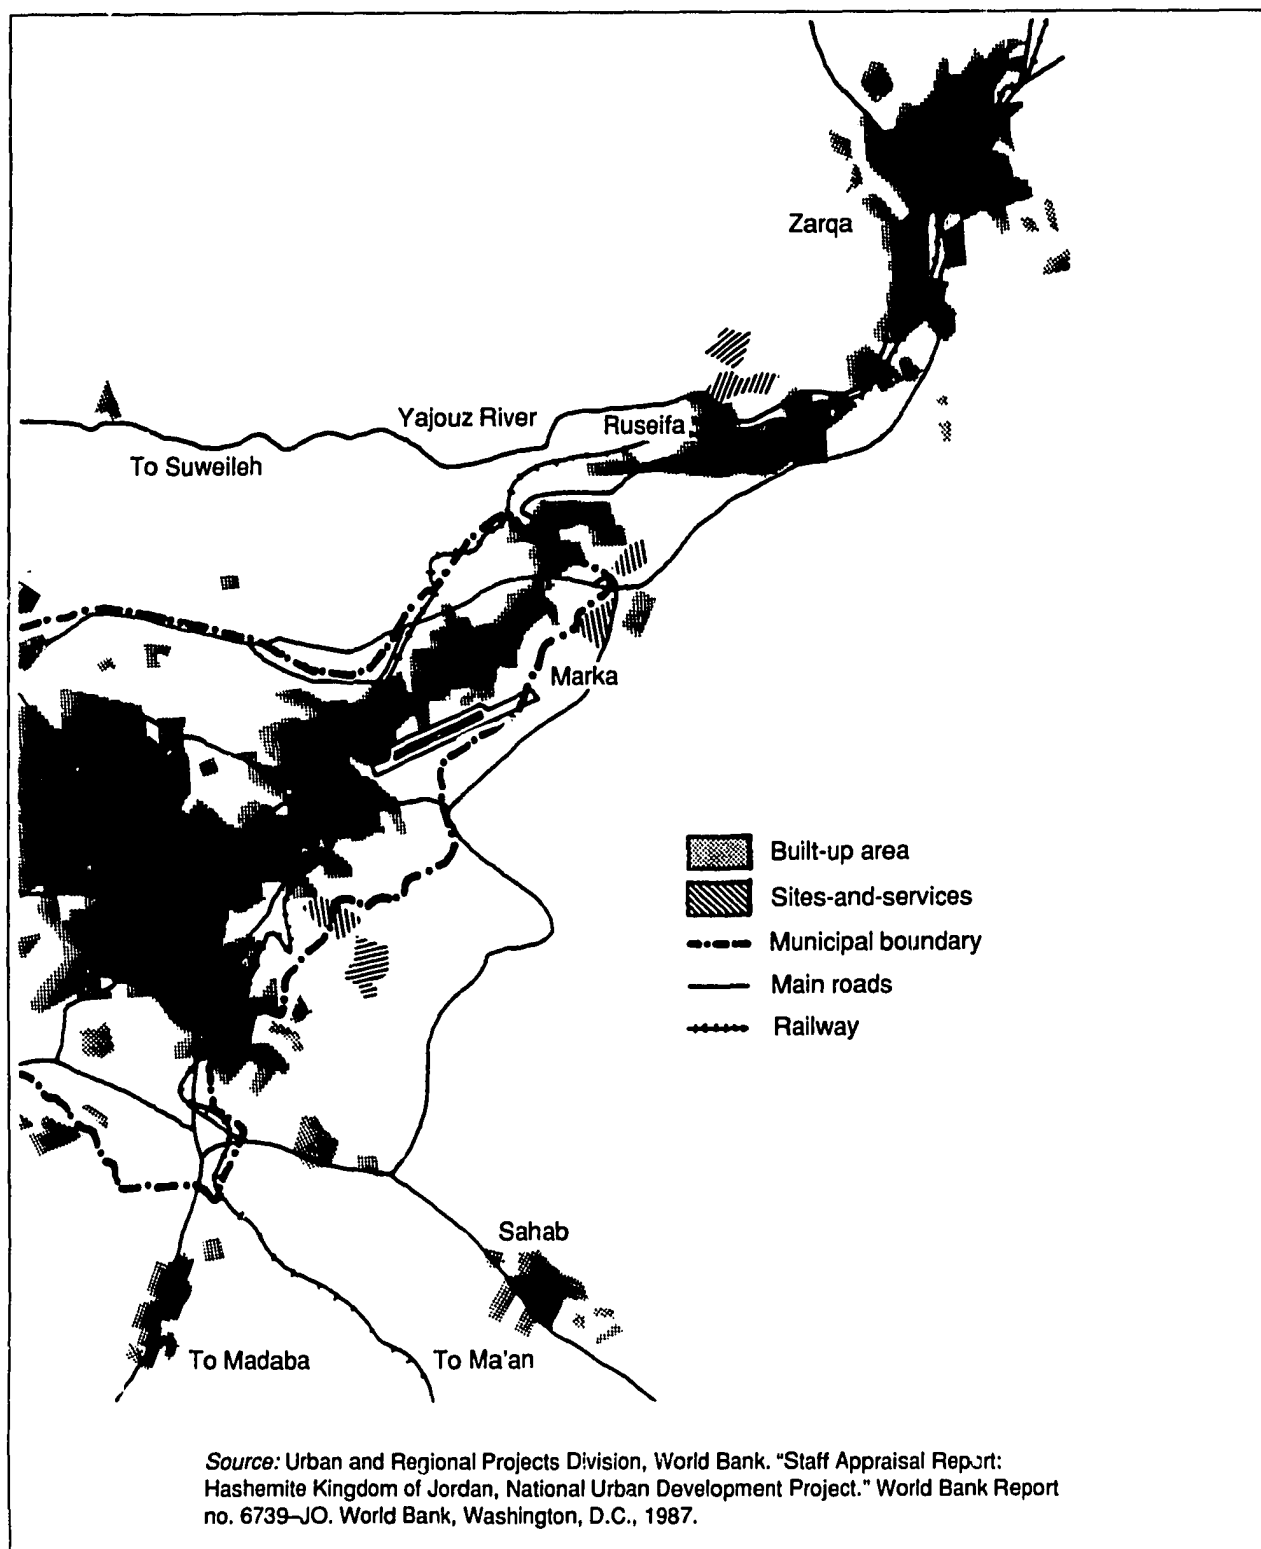 Zarqa
Yajouz River
Ruseifa
To Suweileh
Marka
Built-up area
Sites-and-services
Municipal boundary
Main roads
Railway
Sahab
To Madaba
To Ma'an
Source: Urban and Regional Projects Division, World Bank. “Staff Appraisal Report:
Hashemite Kingdom of Jordan, National Urban Development Project.” World Bank Report
no. 6739–JO. World Bank, Washington, D.C., 1987.